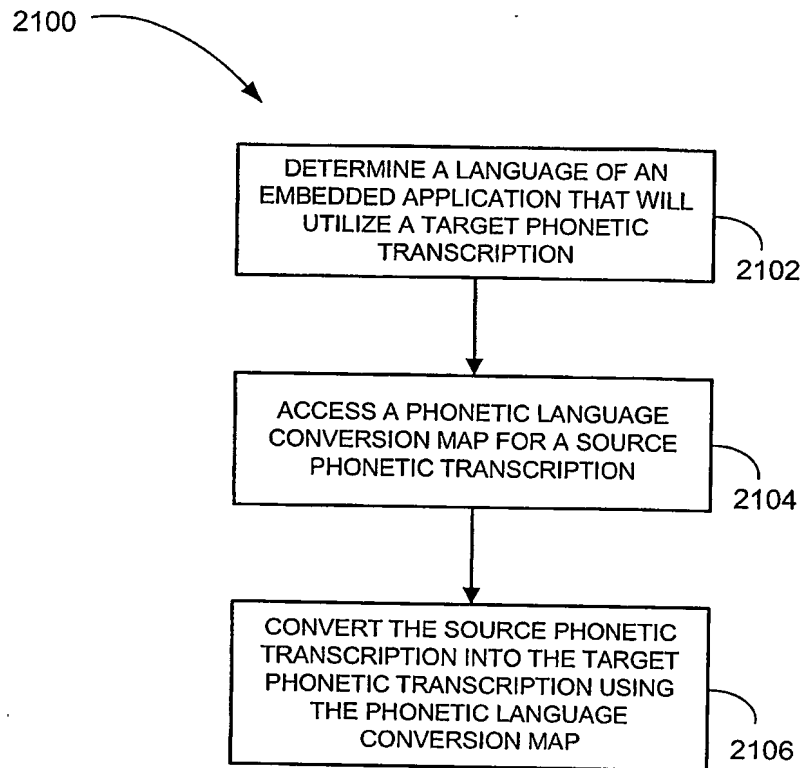 2100
DETERMINE A LANGUAGE OF AN
EMBEDDED APPLICATION THAT WILL
UTILIZE A TARGET PHONETIC
TRANSCRIPTION
2102
ACCESS A PHONETIC LANGUAGE
CONVERSION MAP FOR A SOURCE
PHONETIC TRANSCRIPTION
2104
CONVERT THE SOURCE PHONETIC
TRANSCRIPTION INTO THE TARGET
PHONETIC TRANSCRIPTION USING
THE PHONETIC LANGUAGE
CONVERSION MAP
2106